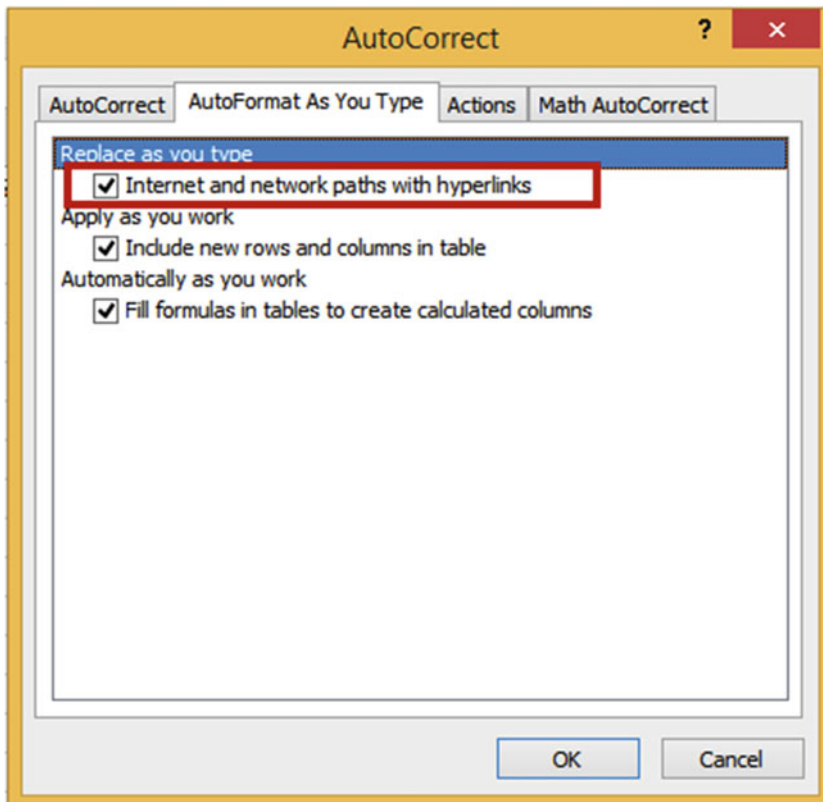 AutoCorrect
?
AutoCorrect AutoFormat As You Type Actions Math AutoCorrect
Replace as you type
Internet and network paths with hyperlinks
Apply as you work
Include new rows and columns in table
Automatically as you work
Fill formulas in tables to create calculated columns
OK Cancel